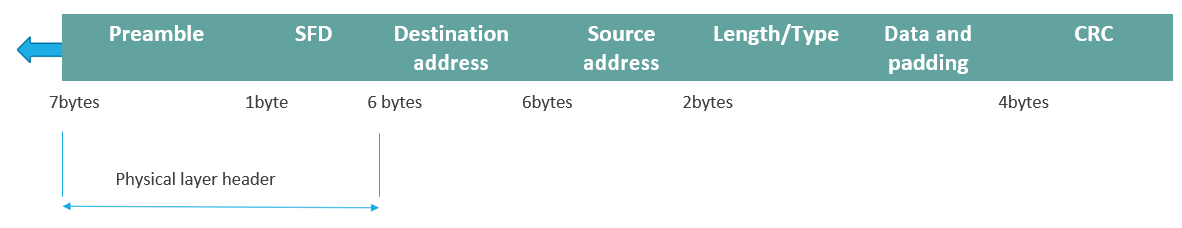 Preamble SFD Destination address Source address Length/Type Data and padding CRC
7bytes 1byte 6 bytes 6bytes 2bytes 4bytes
Physical layer header